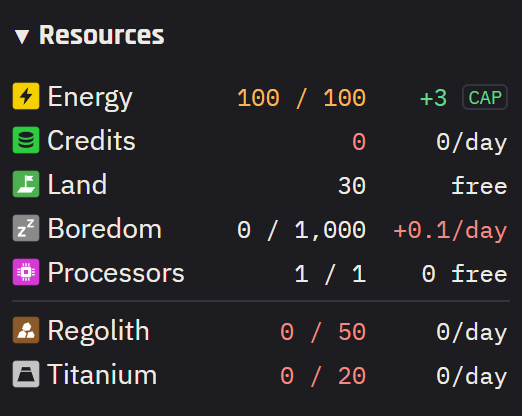 ▼ Resources
Energy 100 / 100 +3 CAP
Credits 0 0/day
Land 30 free
Boredom 0 / 1,000 +0.1/day
Processors 1 / 1 0 free
Regolith 0 / 50 0/day
Titanium 0 / 20 0/day